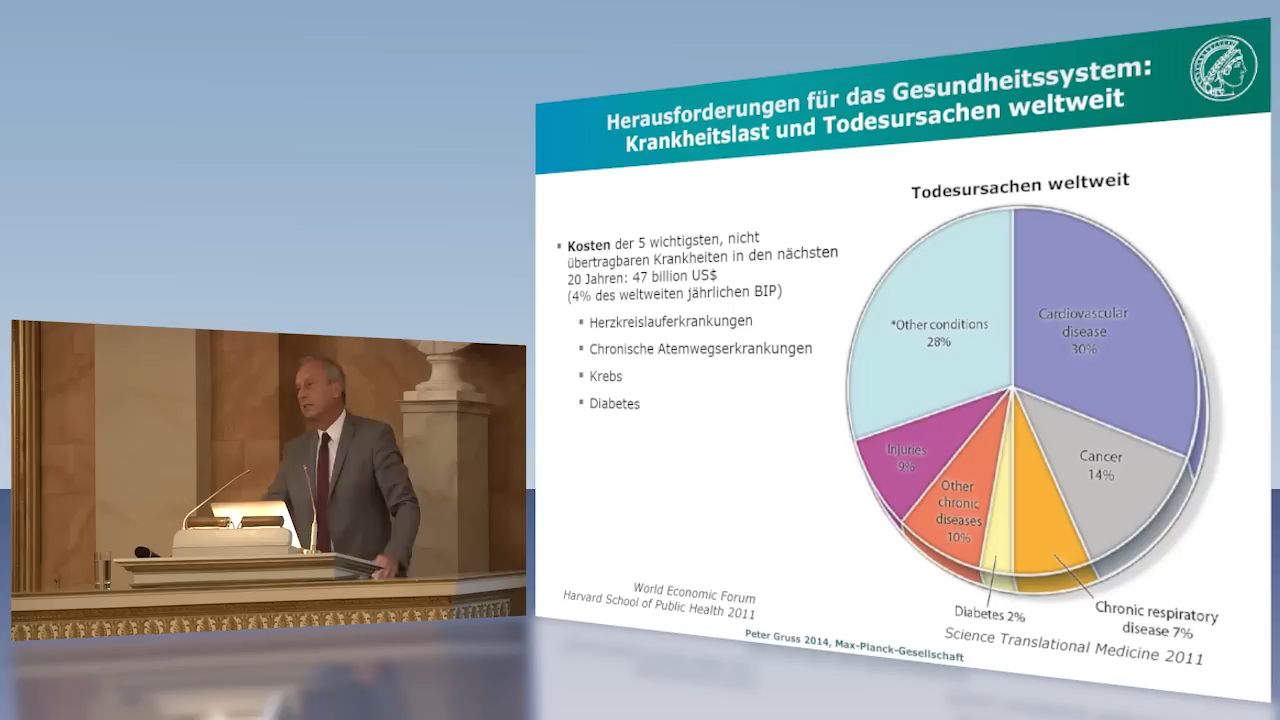 Herausforderungen für das Gesundheitssystem:
Krankheitslast und Todesursachen weltweit
Todesursachen weltweit
Kosten der 5 wichtigsten, nicht
übertragbaren Krankheiten in den nächsten
20 Jahren: 47 billion US$
(4% des weltweiten jährlichen BIP)
Herzkreislauferkrankungen
Chronische Atemwegserkrankungen
Krebs
Diabetes
*Other conditions
28%
Cardiovascular
disease
30%
Cancer
14%
Injuries
9%
Other
chronic
diseases
10%
Diabetes 2%
Chronic respiratory
disease 7%
World Economic Forum
Harvard School of Public Health 2011
Science Translational Medicine 2011
Peter Gruss 2014, Max-Planck-Gesellschaft